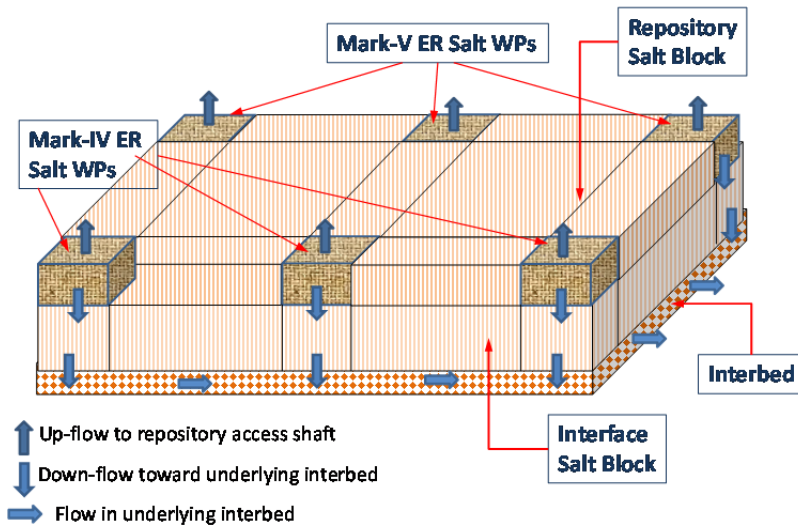 Mark-V ER Salt WPs
Repository
Salt Block
Mark-IV ER
Salt WPs
Interbed
Interface
Salt Block
Up-flow to repository access shaft
Down-flow toward underlying interbed
Flow in underlying interbed